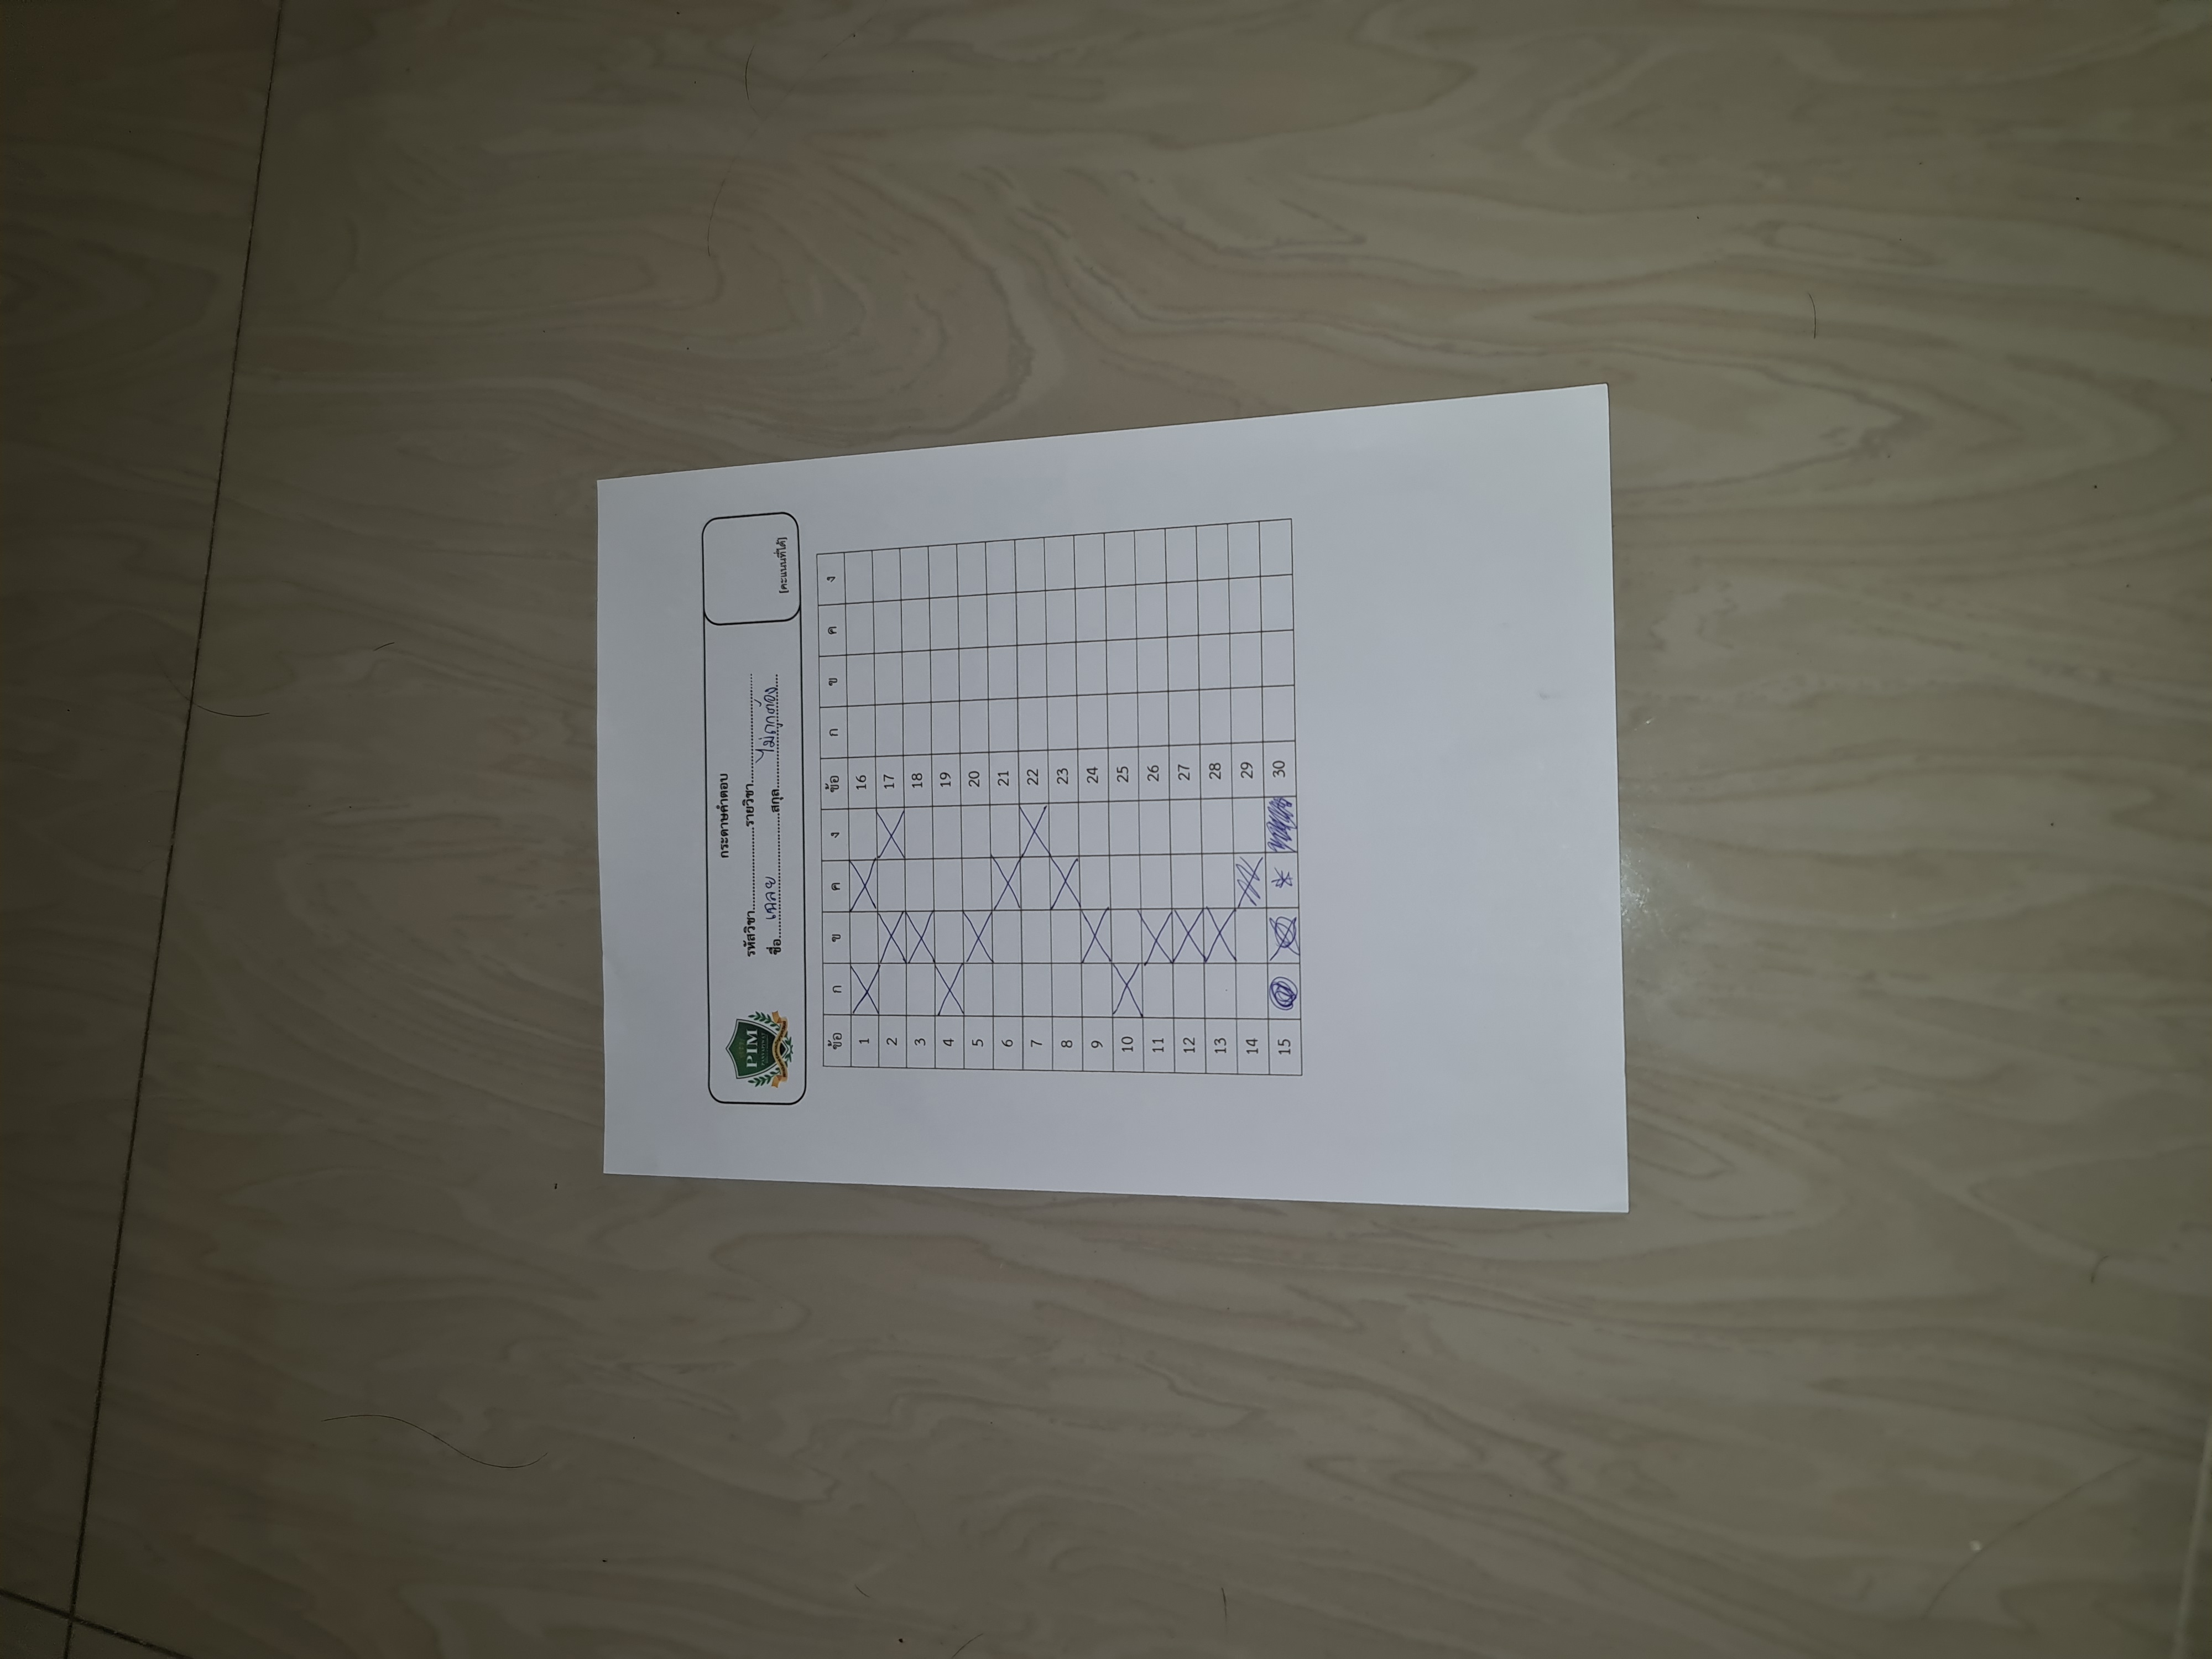 กระดาษคำตอบ
PIM
รหัสวิชา........................รายวิชา................................
ชื่อ....เฉลย..................สกุล........ไม่ถูกต้อง....
[คะแนนที่ได้]
ข้อ ก ข ค ง ข้อ ก ข ค ง
1 16
2 17
3 18
4 19
5 20
6 21
7 22
8 23
9 24
10 25
11 26
12 27
13 28
14 29
15 30